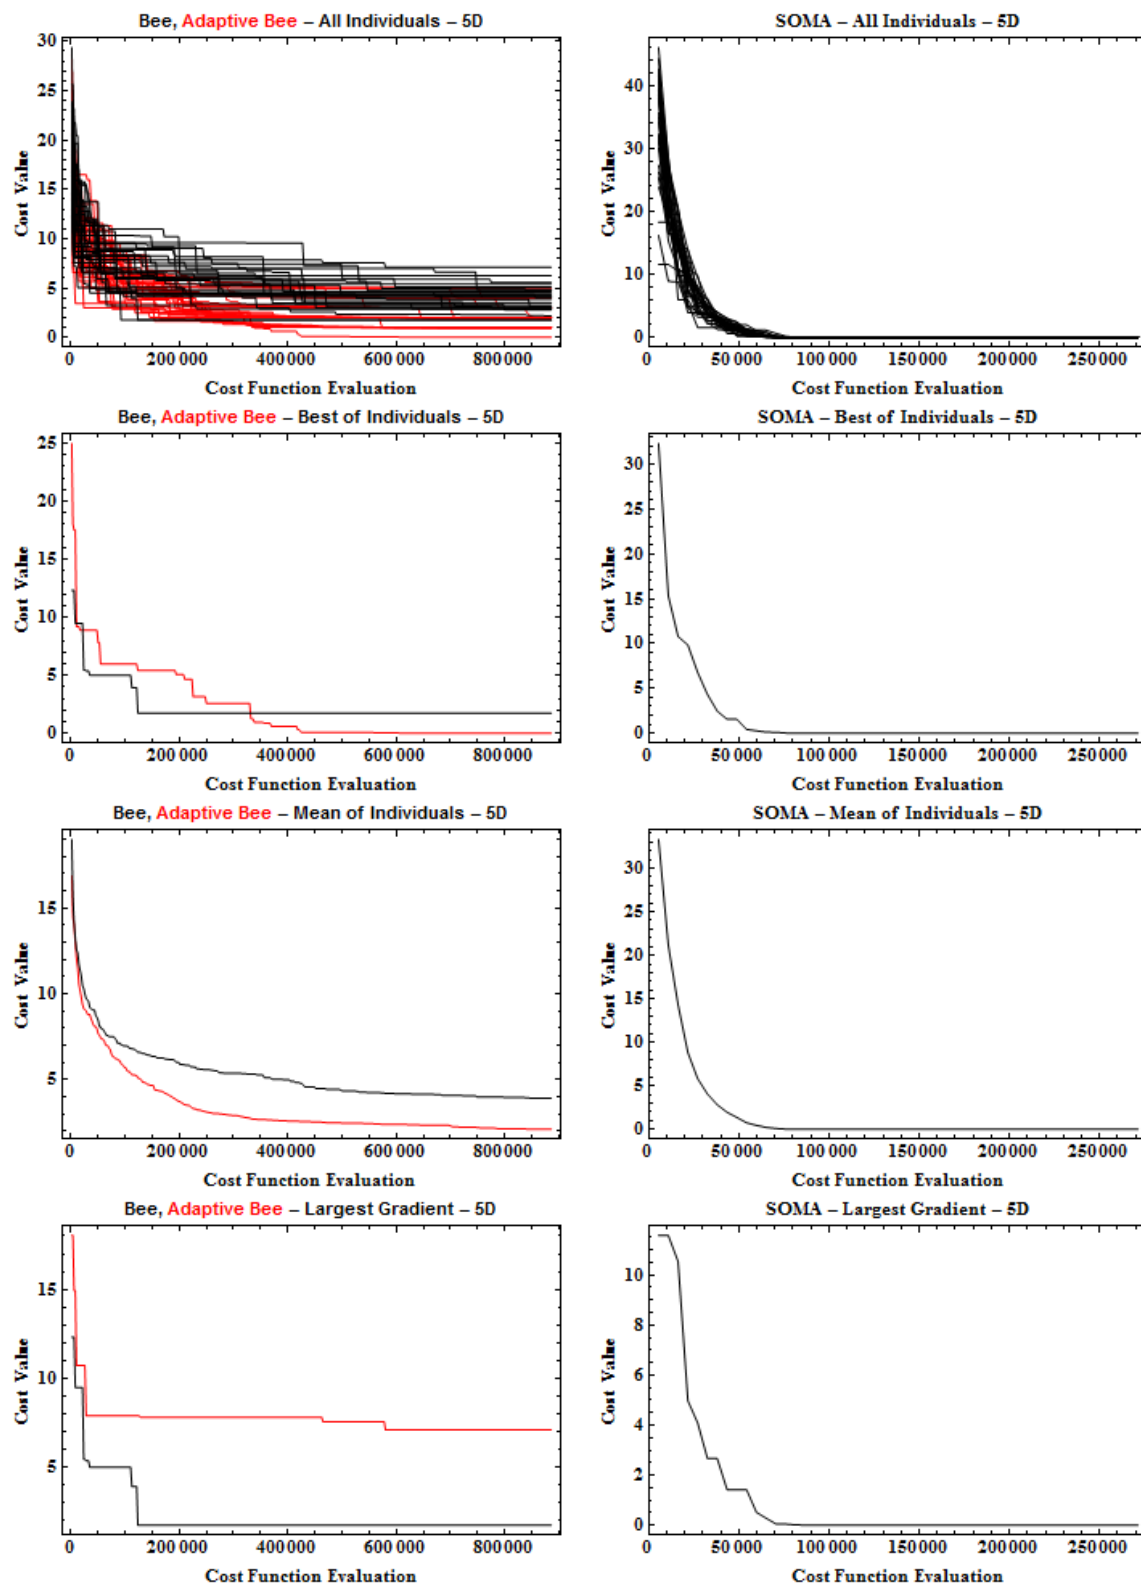 Bee, Adaptive Bee – All Individuals – 5D
30
25
20
15
10
5
0
Cost Value
0 200 000 400 000 600 000 800 000
Cost Function Evaluation
SOMA – All Individuals – 5D
40
30
20
10
0
Cost Value
0 50 000 100 000 150 000 200 000 250 000
Cost Function Evaluation
Bee, Adaptive Bee – Best of Individuals – 5D
25
20
15
10
5
0
Cost Value
0 200 000 400 000 600 000 800 000
Cost Function Evaluation
SOMA – Best of Individuals – 5D
30
25
20
15
10
5
0
Cost Value
0 50 000 100 000 150 000 200 000 250 000
Cost Function Evaluation
Bee, Adaptive Bee – Mean of Individuals – 5D
15
10
5
Cost Value
0 200 000 400 000 600 000 800 000
Cost Function Evaluation
SOMA – Mean of Individuals – 5D
30
25
20
15
10
5
0
Cost Value
0 50 000 100 000 150 000 200 000 250 000
Cost Function Evaluation
Bee, Adaptive Bee – Largest Gradient – 5D
15
10
5
Cost Value
0 200 000 400 000 600 000 800 000
Cost Function Evaluation
SOMA – Largest Gradient – 5D
10
8
6
4
2
0
Cost Value
0 50 000 100 000 150 000 200 000 250 000
Cost Function Evaluation